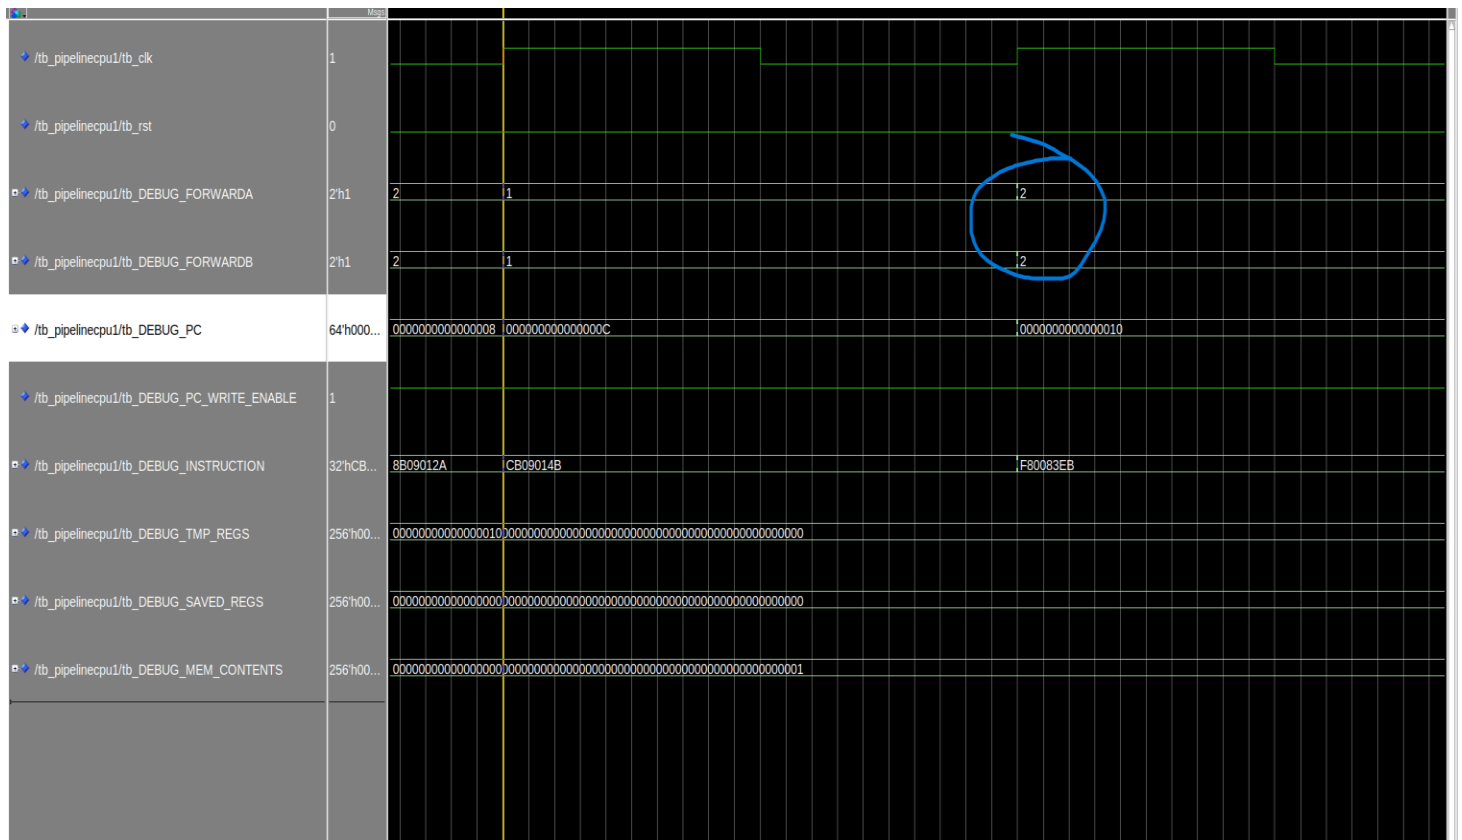 Msgs
/tb_pipelinecpu1/tb_clk 1
/tb_pipelinecpu1/tb_rst 0
/tb_pipelinecpu1/tb_DEBUG_FORWARDA 2'h1 2 1 2
/tb_pipelinecpu1/tb_DEBUG_FORWARDB 2'h1 2 1 2
/tb_pipelinecpu1/tb_DEBUG_PC 64'h000... 0000000000000008 000000000000000C 0000000000000010
/tb_pipelinecpu1/tb_DEBUG_PC_WRITE_ENABLE 1
/tb_pipelinecpu1/tb_DEBUG_INSTRUCTION 32'hCB... 8B09012A CB09014B F80083EB
/tb_pipelinecpu1/tb_DEBUG_TMP_REGS 256'h00... 0000000000000010000000000000000000000000000000000000000000000000
/tb_pipelinecpu1/tb_DEBUG_SAVED_REGS 256'h00... 0000000000000000000000000000000000000000000000000000000000000000
/tb_pipelinecpu1/tb_DEBUG_MEM_CONTENTS 256'h00... 0000000000000000000000000000000000000000000000000000000000000001